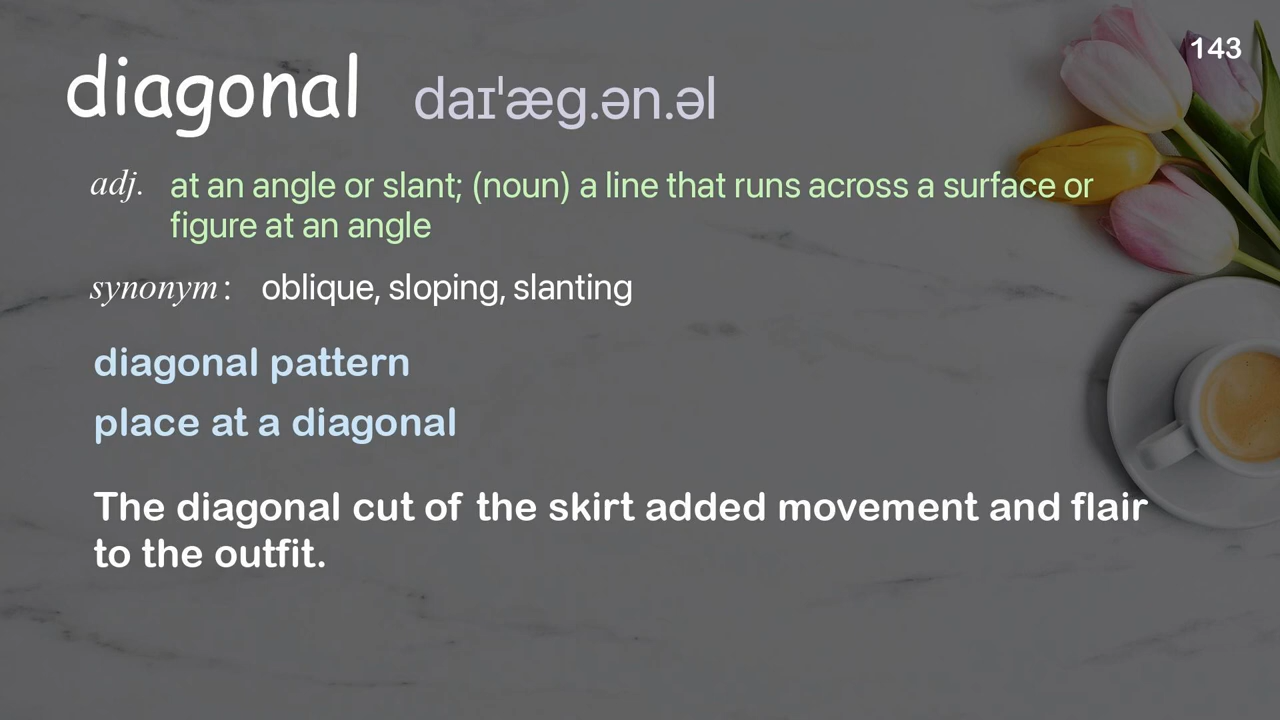 143
diagonal daɪˈæɡ.ən.əl
adj. at an angle or slant; (noun) a line that runs across a surface or
figure at an angle
synonym: oblique, sloping, slanting
diagonal pattern
place at a diagonal
The diagonal cut of the skirt added movement and flair
to the outfit.